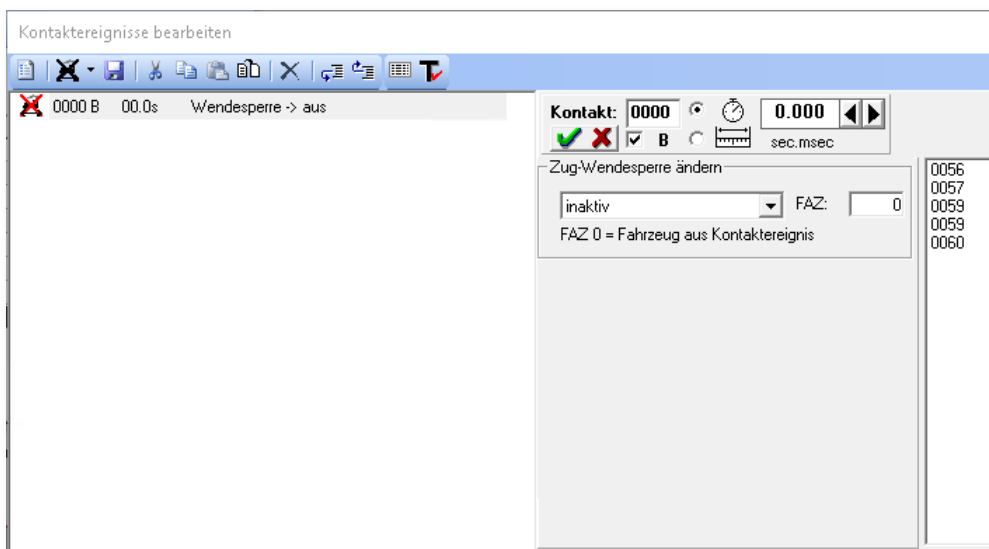 Kontaktereignisse bearbeiten
0000 B 00.0s Wendesperre -> aus
Kontakt: 0000 0.000
B sec.msec
Zug-Wendesperre ändern
inaktiv FAZ: 0
FAZ 0 = Fahrzeug aus Kontaktereignis
0056
0057
0059
0059
0060